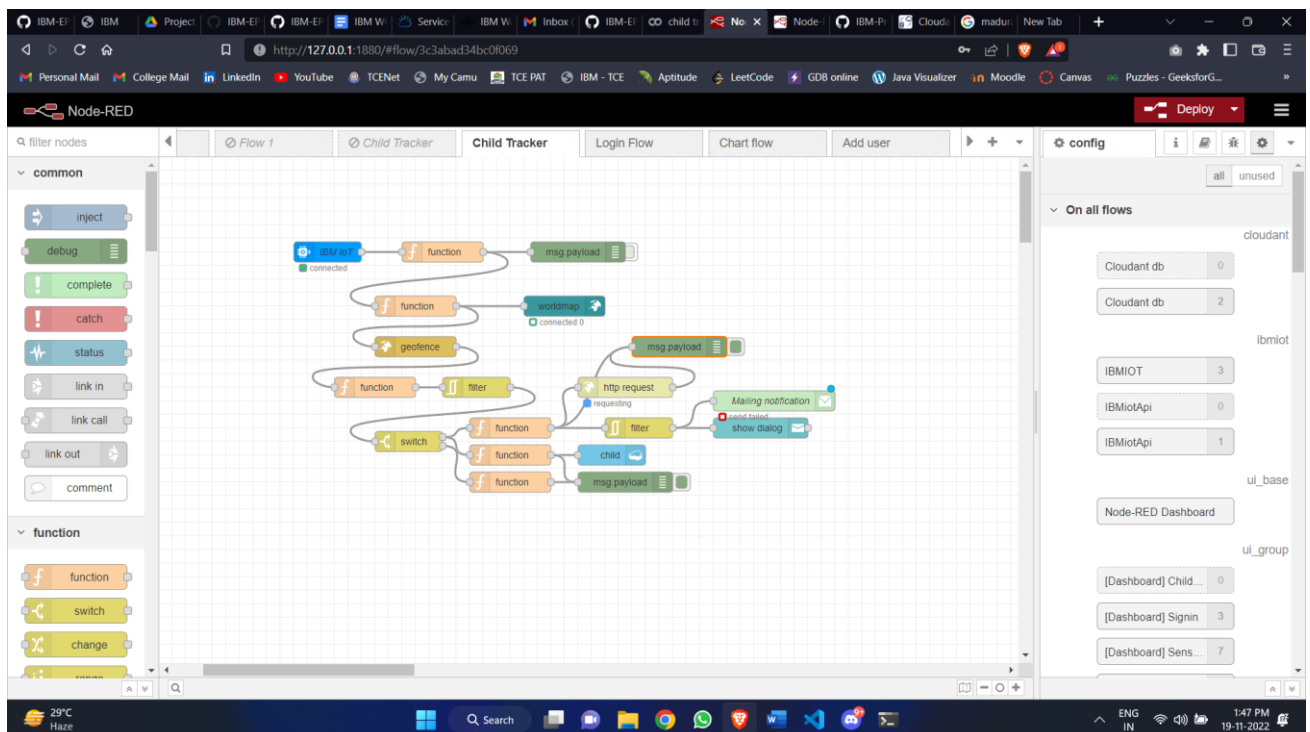 IBM-EP
IBM
Project
IBM-EP
IBM-EP
IBM W
Service
IBM W
Inbox (
IBM-EP
child tr
No
Node-
IBM-Pr
Clouda
madura
New Tab
http://127.0.0.1:1880/#flow/3c3abad34bc0f069
Personal Mail
College Mail
LinkedIn
YouTube
TCENet
My Camu
TCE PAT
IBM - TCE
Aptitude
LeetCode
GDB online
Java Visualizer
Moodle
Canvas
Puzzles - GeeksforG...
Node-RED
Deploy
filter nodes
Flow 1
Child Tracker
Child Tracker
Login Flow
Chart flow
Add user
config
all
unused
common
inject
debug
complete
catch
status
link in
link call
link out
comment
function
function
switch
change
range
IBM IoT
connected
function
msg.payload
function
worldmap
connected 0
geofence
msg.payload
function
filter
http request
requesting
Mailing notification
send failed
switch
function
filter
show dialog
function
child
function
msg.payload
On all flows
cloudant
Cloudant db 0
Cloudant db 2
ibmiot
IBMIOT 3
IBMiotApi 0
IBMiotApi 1
ui_base
Node-RED Dashboard
ui_group
[Dashboard] Child... 0
[Dashboard] Signin 3
[Dashboard] Sens... 7
29°C
Haze
Search
ENG
IN
1:47 PM
19-11-2022